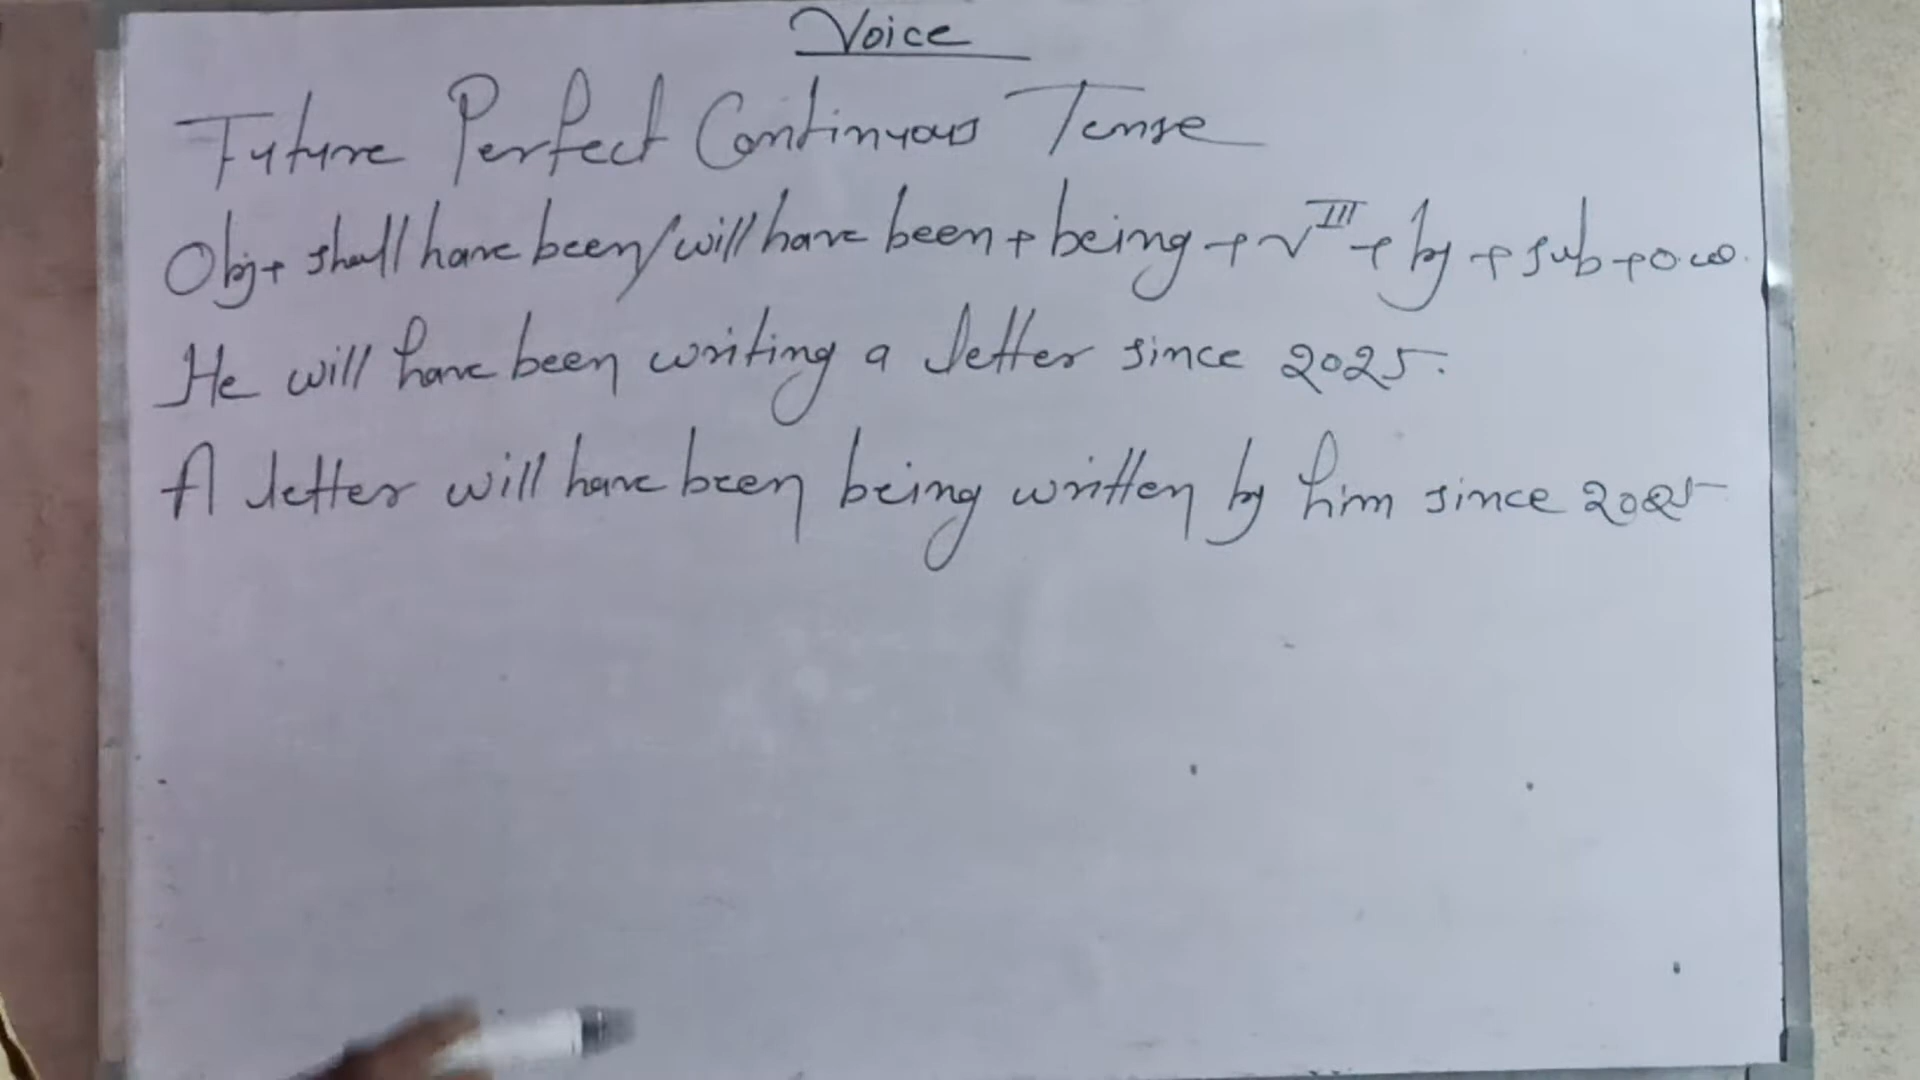 Voice
Future Perfect Continuous Tense
Obj+ shall have been/will have been + being + V III + by + sub + o.w.
He will have been writing a letter since 2025.
A letter will have been being written by him since 2025